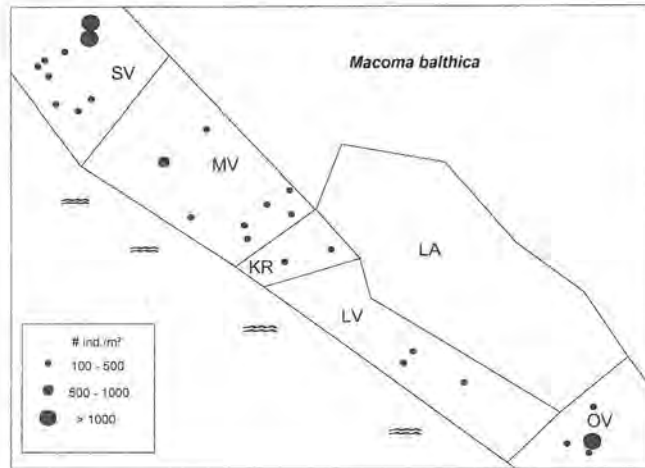 Macoma balthica
SV
MV
LA
KR
LV
OV
# ind./m²
100 - 500
500 - 1000
> 1000